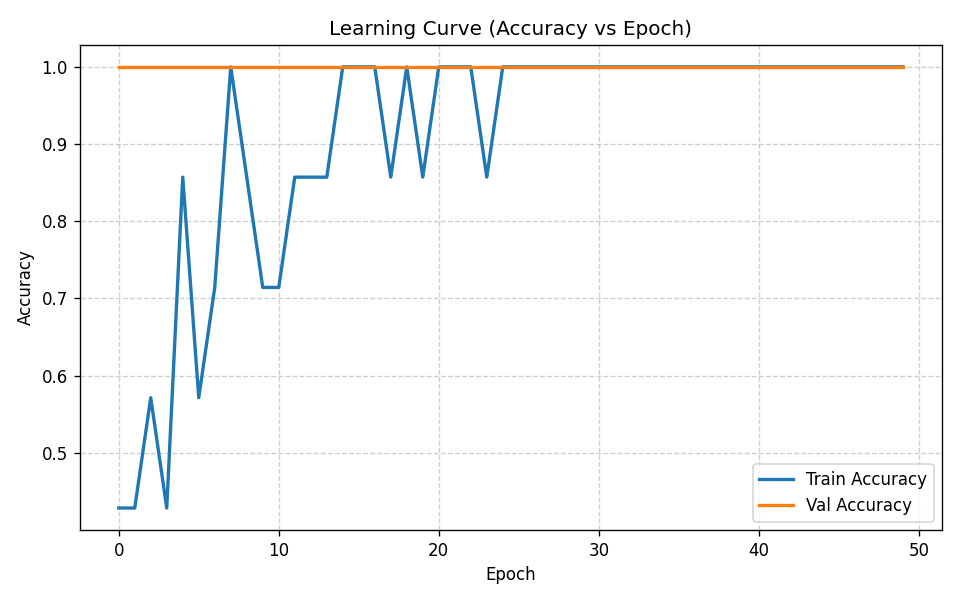 Learning Curve (Accuracy vs Epoch)
Accuracy
1.0
0.9
0.8
0.7
0.6
0.5
Train Accuracy
Val Accuracy
0 10 20 30 40 50
Epoch